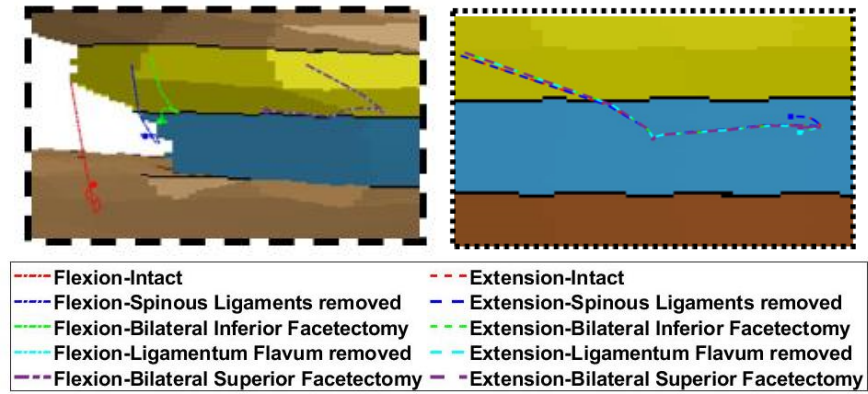 Flexion-Intact
Extension-Intact
Flexion-Spinous Ligaments removed
Extension-Spinous Ligaments removed
Flexion-Bilateral Inferior Facetectomy
Extension-Bilateral Inferior Facetectomy
Flexion-Ligamentum Flavum removed
Extension-Ligamentum Flavum removed
Flexion-Bilateral Superior Facetectomy
Extension-Bilateral Superior Facetectomy